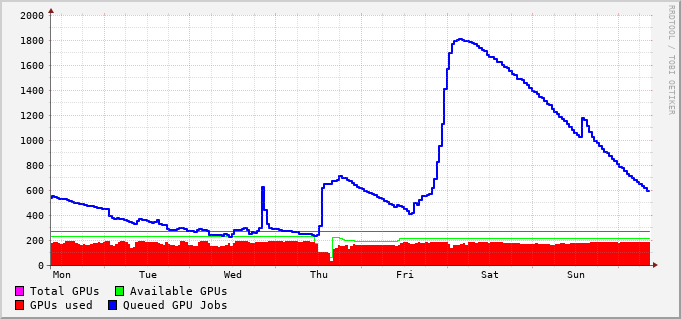 2000
1800
1600
1400
1200
1000
800
600
400
200
0
Mon Tue Wed Thu Fri Sat Sun
RRDTOOL / TOBI OETIKER
Total GPUs Available GPUs
GPUs used Queued GPU Jobs